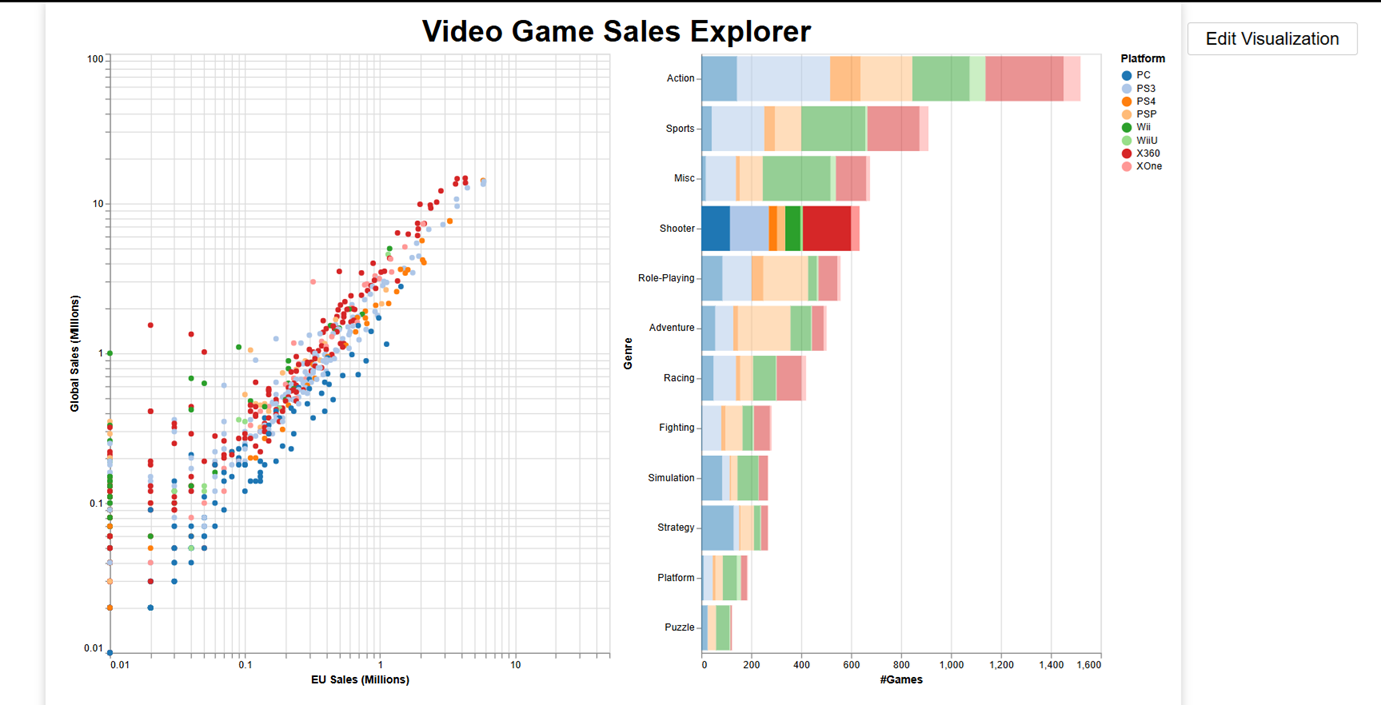 Video Game Sales Explorer
Edit Visualization
Global Sales (Millions)
100
10
1
0.1
0.01
0.01
0.1
1
10
EU Sales (Millions)
Genre
Action
Sports
Misc
Shooter
Role-Playing
Adventure
Racing
Fighting
Simulation
Strategy
Platform
Puzzle
0
200
400
600
800
1,000
1,200
1,400
1,600
#Games
Platform
PC
PS3
PS4
PSP
Wii
WiiU
X360
XOne